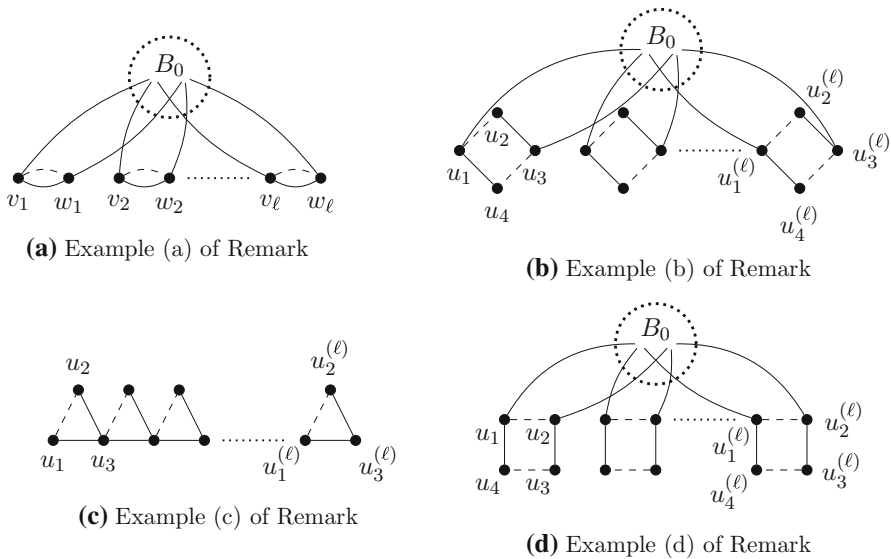 B₀
v₁ w₁ v₂ w₂ v_ℓ w_ℓ
(a) Example (a) of Remark
B₀
u₂^{(ℓ)}
u₂
u₁ u₃ u₁^{(ℓ)} u₃^{(ℓ)}
u₄ u₄^{(ℓ)}
(b) Example (b) of Remark
u₂ u₂^{(ℓ)}
u₁ u₃ u₁^{(ℓ)} u₃^{(ℓ)}
(c) Example (c) of Remark
B₀
u₁ u₂ u₁^{(ℓ)} u₂^{(ℓ)}
u₄ u₃ u₄^{(ℓ)} u₃^{(ℓ)}
(d) Example (d) of Remark